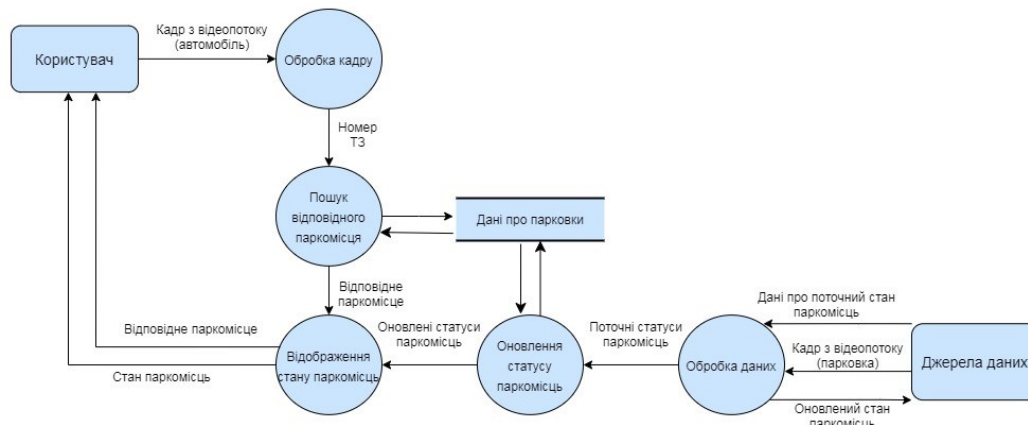 Кадр з відеопотоку
(автомобіль)
Користувач
Обробка кадру
Номер
ТЗ
Пошук
відповідного
паркомісця
Дані про парковки
Відповідне
паркомісце
Відповідне паркомісце
Стан паркомісць
Відображення
стану паркомісць
Оновлені статуси
паркомісць
Оновлення
статусу
паркомісць
Поточні статуси
паркомісць
Обробка даних
Дані про поточний стан
паркомісць
Кадр з відеопотоку
(парковка)
Оновлений стан
паркомісць
Джерела даних